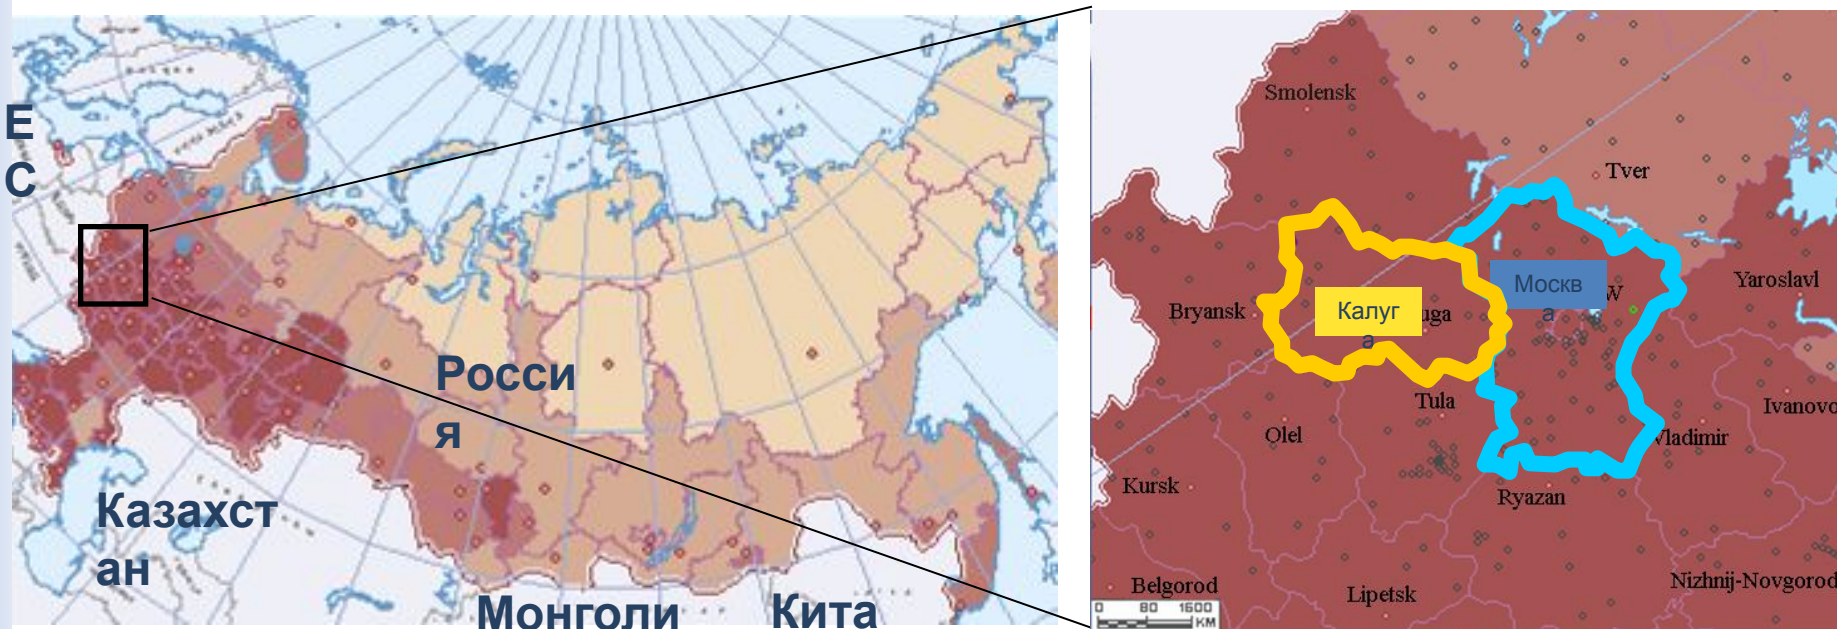 Е
С
Росси
я
Казахст
ан
Монголи
Кита
Smolensk
Tver
Yaroslavl
Москв
а
W
Bryansk
Калуг
а
uga
Tula
Ivanovo
Olel
Vladimir
Kursk
Ryazan
Belgorod
Lipetsk
Nizhnij-Novgorod
0 80 1600
KM